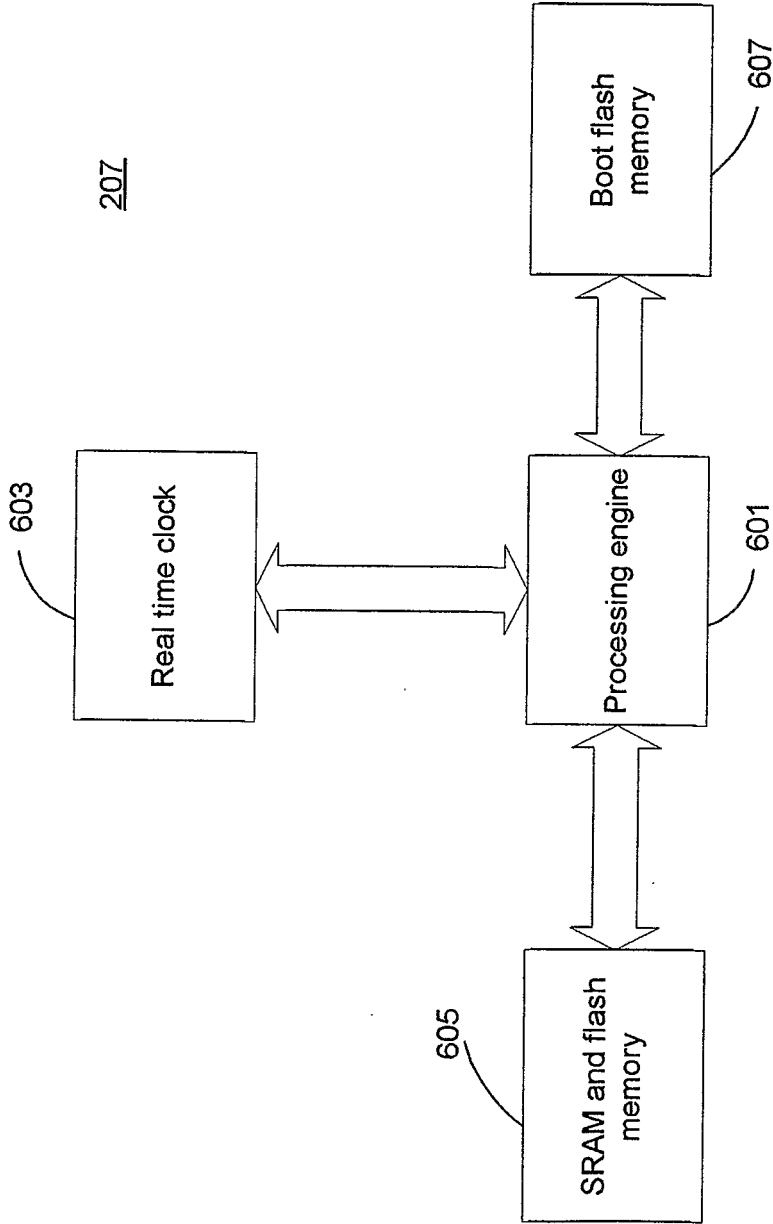 207
603
Real time clock
605
SRAM and flash
memory
Processing engine
601
Boot flash
memory
607